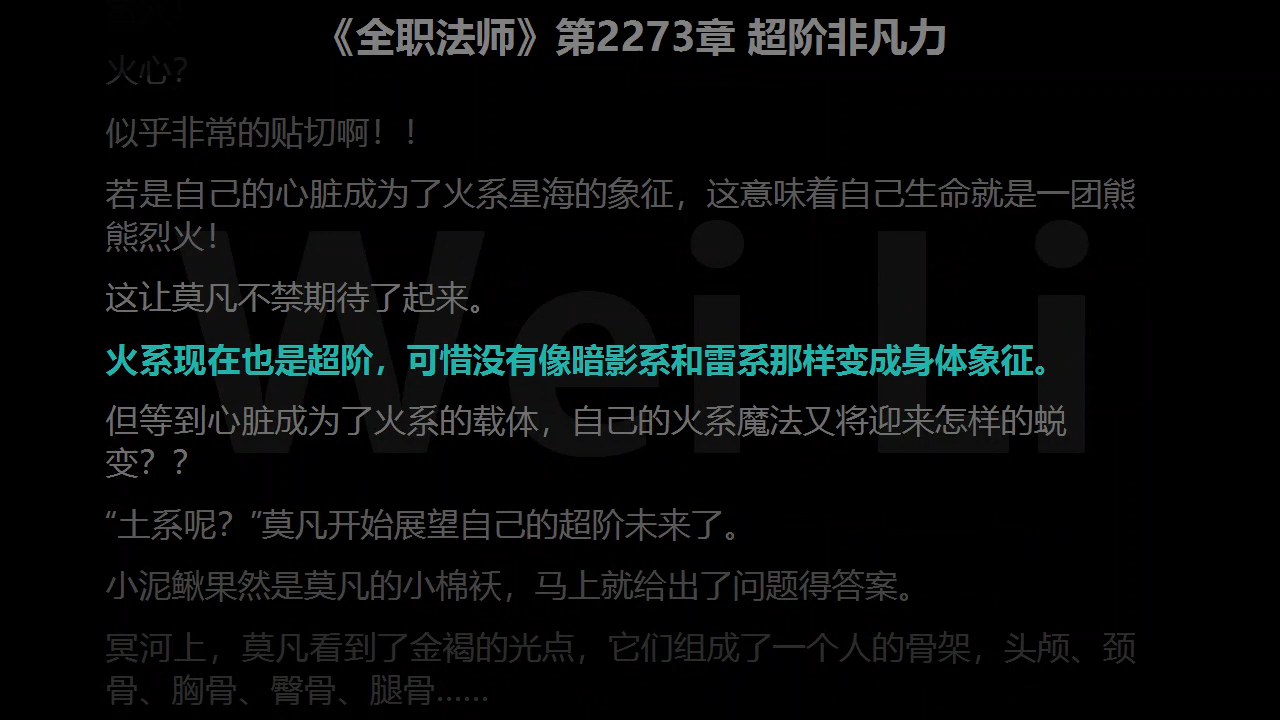 《全职法师》第2273章 超阶非凡力
火心？
似乎非常的贴切啊！！
若是自己的心脏成为了火系星海的象征，这意味着自己生命就是一团熊
熊烈火！
这让莫凡不禁期待了起来。
火系现在也是超阶，可惜没有像暗影系和雷系那样变成身体象征。
但等到心脏成为了火系的载体，自己的火系魔法又将迎来怎样的蜕
变？？
“土系呢？”莫凡开始展望自己的超阶未来了。
小泥鳅果然是莫凡的小棉袄，马上就给出了问题得答案。
冥河上，莫凡看到了金褐的光点，它们组成了一个人的骨架，头颅、颈
骨、胸骨、臀骨、腿骨……
Wei Li